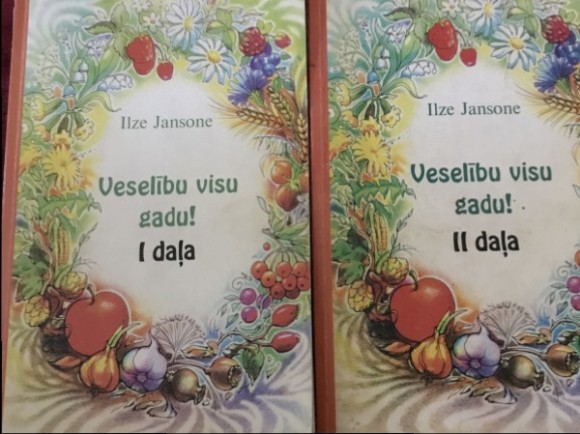 Ilze Jansone
Veselību visu
gadu!
I daļa
Ilze Jansone
Veselību visu
gadu!
II daļa